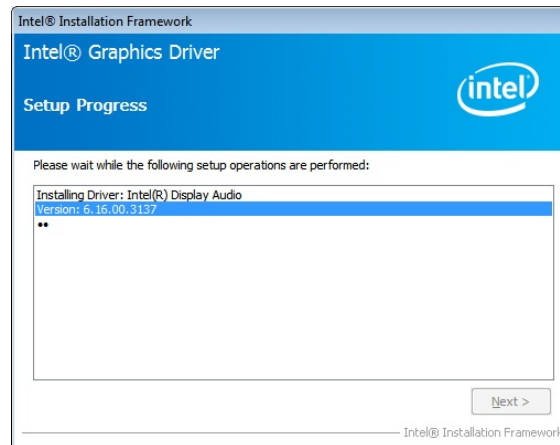 Intel® Installation Framework
Intel® Graphics Driver
intel
Setup Progress
Please wait while the following setup operations are performed:
Installing Driver: Intel(R) Display Audio
Version: 6.16.00.3137
••
Next >
Intel® Installation Framework